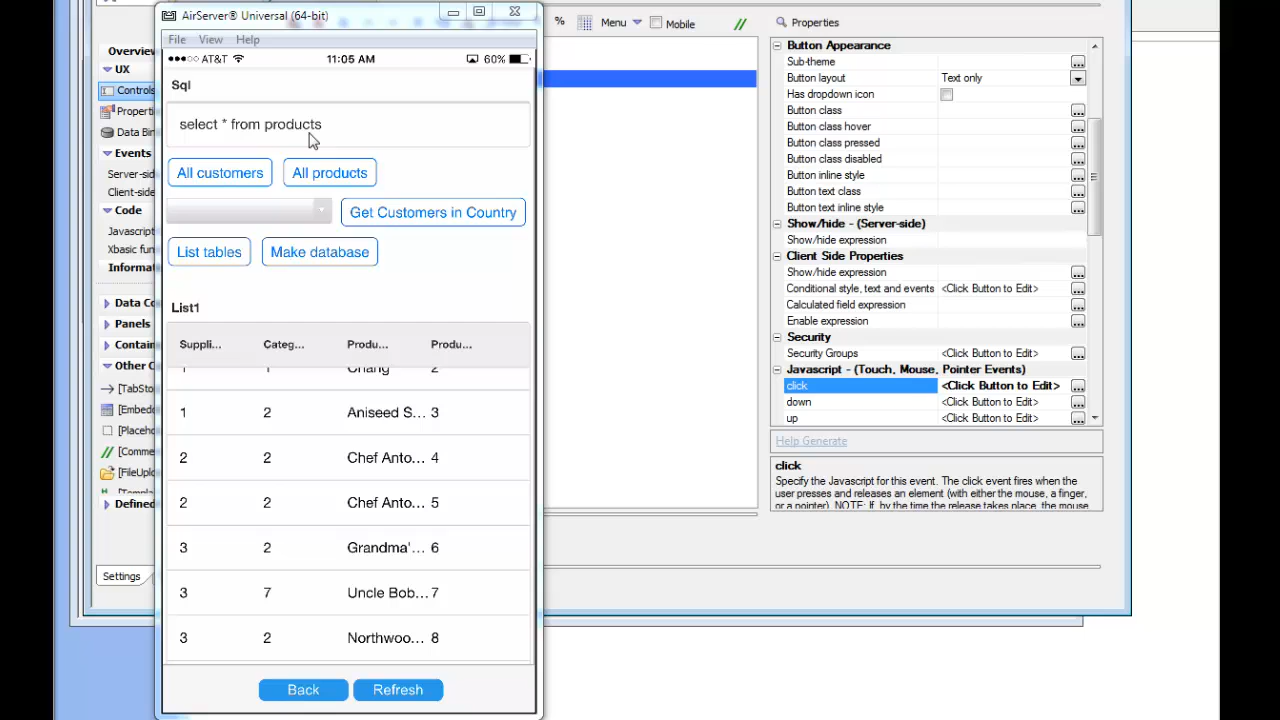 AirServer® Universal (64-bit)
File View Help
AT&T 11:05 AM 60%
Sql
select * from products
All customers All products
Get Customers in Country
List tables Make database
List1
Suppli... Categ... Produ... Produ...
1 1 Chang 2
1 2 Aniseed S... 3
2 2 Chef Anto... 4
2 2 Chef Anto... 5
3 2 Grandma'... 6
3 7 Uncle Bob... 7
3 2 Northwoo... 8
Back Refresh
UX
Controls
Data Bin
Events
Server-side
Client-side
Code
Javascript
Xbasic fun
Data Co
Panels
Contain
Other C
[TabSto
[Embedd
[Placeho
[Comme
[FileUplo
Defined
Settings
% Menu Mobile //
Properties
Button Appearance
Sub-theme
Button layout Text only
Has dropdown icon
Button class
Button class hover
Button class pressed
Button class disabled
Button inline style
Button text class
Button text inline style
Show/hide - (Server-side)
Show/hide expression
Client Side Properties
Show/hide expression
Conditional style, text and events <Click Button to Edit>
Calculated field expression
Enable expression
Security
Security Groups <Click Button to Edit>
Javascript - (Touch, Mouse, Pointer Events)
click <Click Button to Edit>
down <Click Button to Edit>
up <Click Button to Edit>
Help Generate
click
Specify the Javascript for this event. The click event fires when the
user presses and releases an element (with either the mouse, a finger,
or a pointer). NOTE: If, by the time the release takes place, the mouse